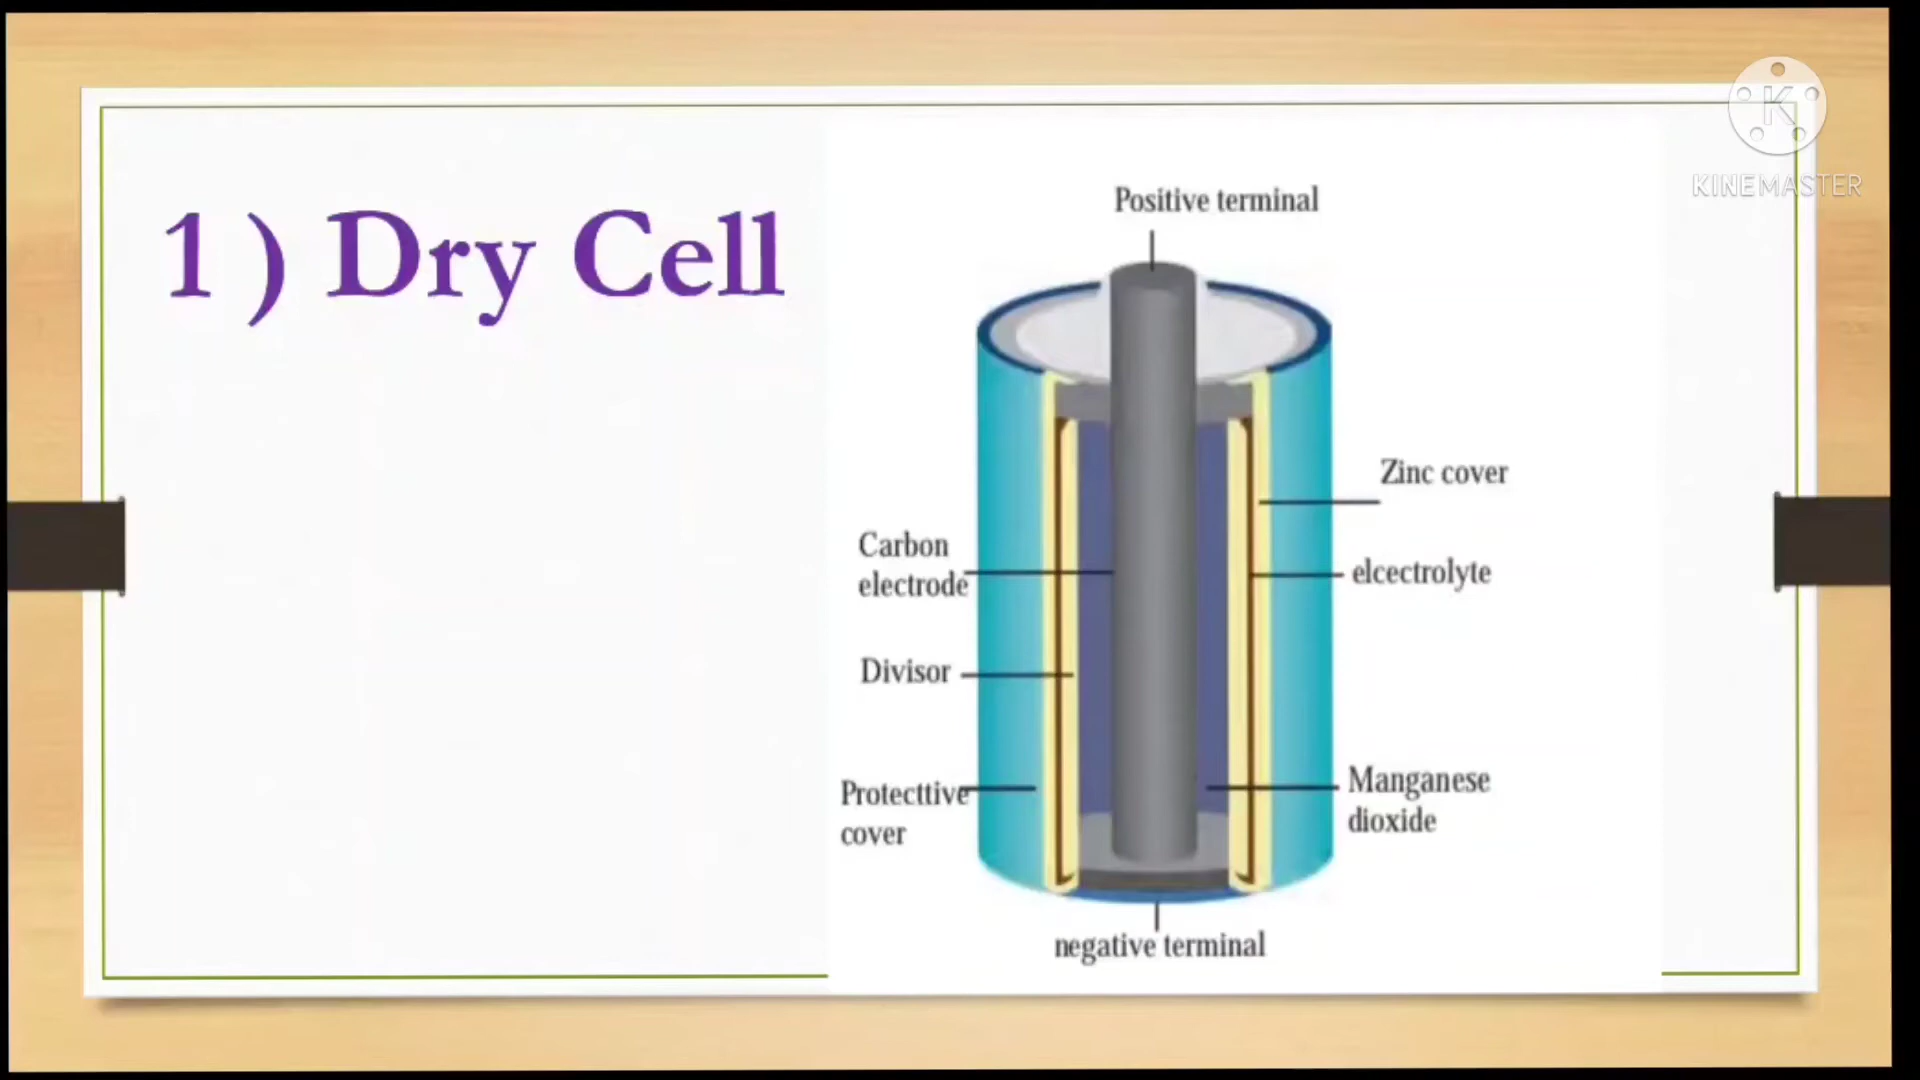 K
KINEMASTER
1 ) Dry Cell
Positive terminal
Zinc cover
Carbon
electrode
elcectrolyte
Divisor
Protecttive
cover
Manganese
dioxide
negative terminal